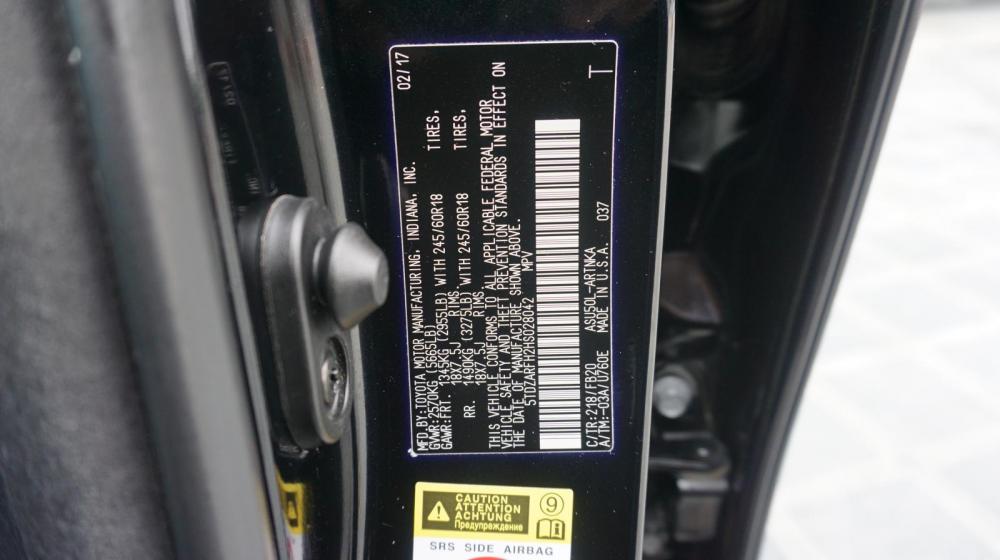 MFD.BY:TOYOTA MOTOR MANUFACTURING, INDIANA, INC. 02/17
GVWR:2570KG (5665LB)
GAWR:FRT. 1345KG (2955LB) WITH 245/60R18 TIRES,
18X7.5J RIMS
RR. 1490KG (3275LB) WITH 245/60R18 TIRES,
18X7.5J RIMS
THIS VEHICLE CONFORMS TO ALL APPLICABLE FEDERAL MOTOR
VEHICLE SAFETY AND THEFT PREVENTION STANDARDS IN EFFECT ON
THE DATE OF MANUFACTURE SHOWN ABOVE.
5TDZARFH2HS028042 MPV
C/TR:218/FB20 ASU50L-ARTNKA T
A/TM:-03A/U760E MADE IN U.S.A. 037
CAUTION
ATTENTION
ACHTUNG
Предупреждение
9
SRS SIDE AIRBAG